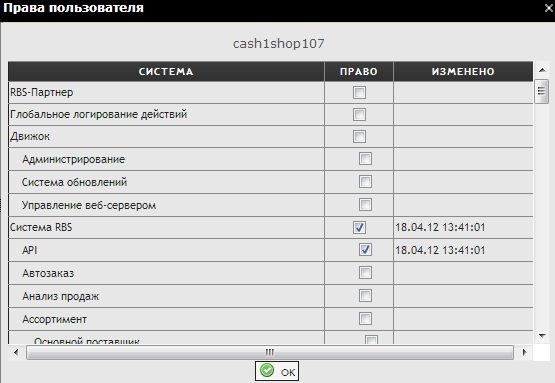 Права пользователя
cash1shop107
СИСТЕМА ПРАВО ИЗМЕНЕНО
RBS-Партнер
Глобальное логирование действий
Движок
Администрирование
Система обновлений
Управление веб-сервером
Система RBS 18.04.12 13:41:01
API 18.04.12 13:41:01
Автозаказ
Анализ продаж
Ассортимент
Основной поставщик
ОК